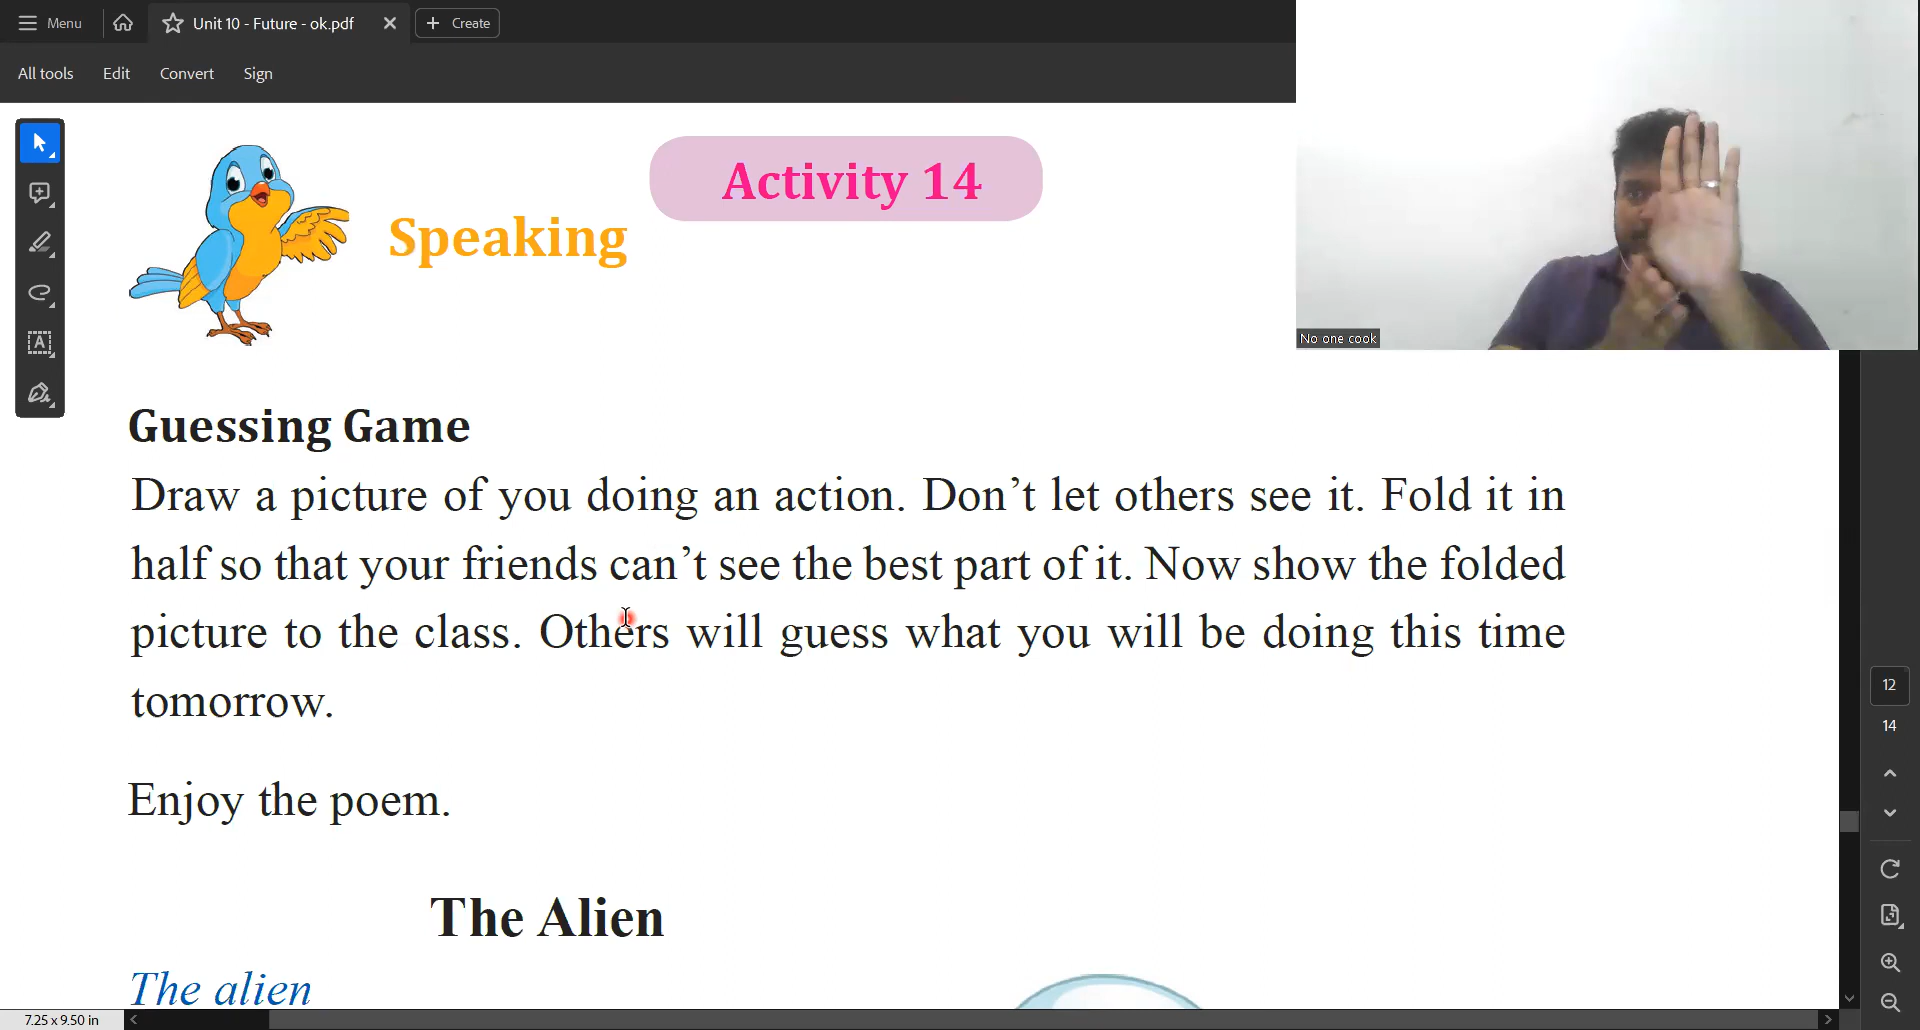 Menu
Unit 10 - Future - ok.pdf
Create
All tools
Edit
Convert
Sign
Activity 14
Speaking
No one cook
Guessing Game
Draw a picture of you doing an action. Don’t let others see it. Fold it in
half so that your friends can’t see the best part of it. Now show the folded
picture to the class. Others will guess what you will be doing this time
tomorrow.
Enjoy the poem.
The Alien
The alien
12
14
7.25 x 9.50 in